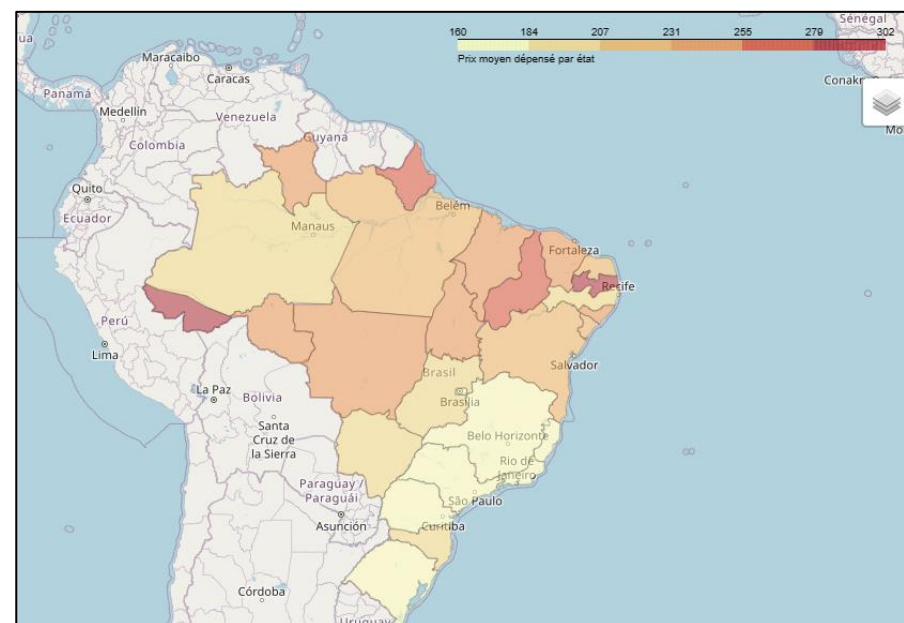 160 184 207 231 255 279 302
Prix moyen dépensé par état
Sénégal
Maracaibo
Caracas
Panamá
Conakr
Medellín
Venezuela
Guyana
Colombia
Quito
Belém
Ecuador
Manaus
Fortaleza
Recife
Perú
Lima
Salvador
Brasil
La Paz
Bolivia
Brasília
Santa
Cruz de
la Sierra
Belo Horizonte
Rio de
Janeiro
Paraguay /
Paraguái
São Paulo
Asunción
Curitiba
Córdoba
Uruguay